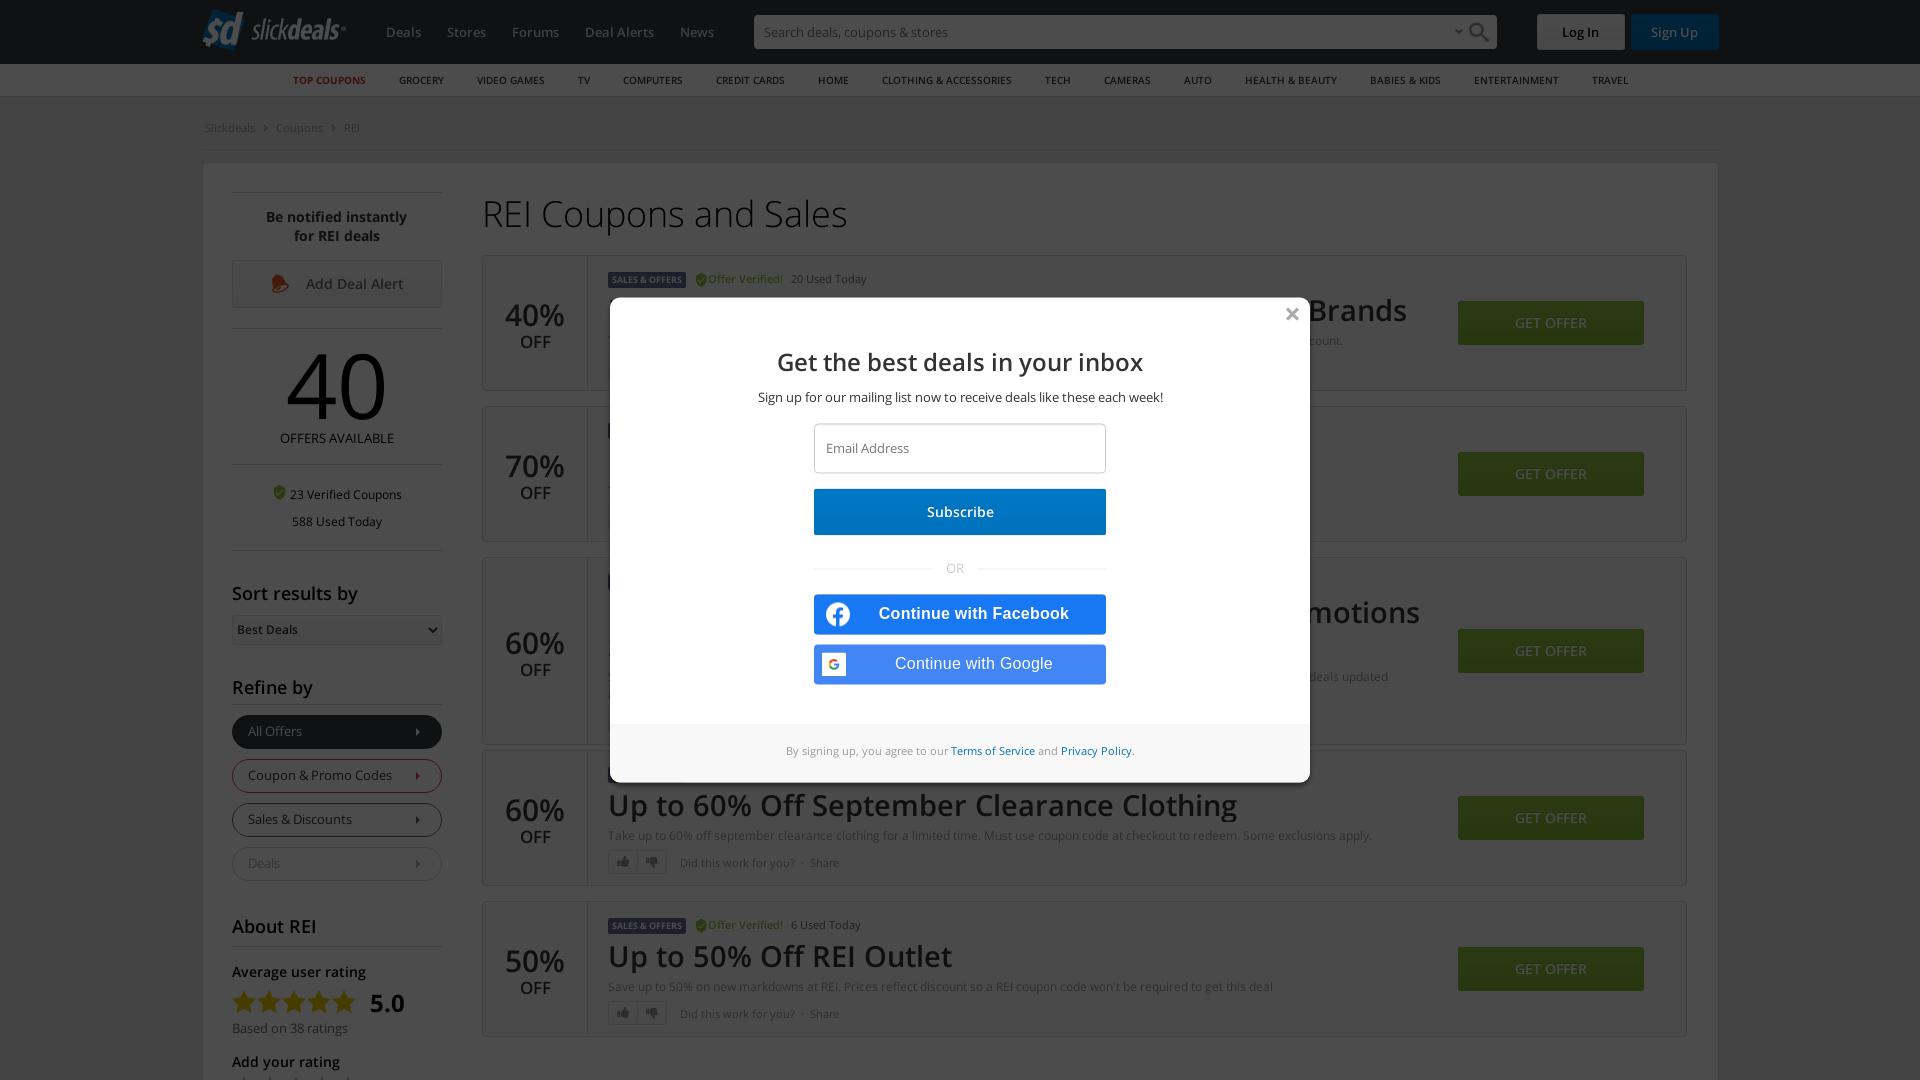 slickdeals
Deals
Stores
Forums
Deal Alerts
News
Search deals, coupons & stores
Log In
Sign Up
TOP COUPONS
GROCERY
VIDEO GAMES
TV
COMPUTERS
CREDIT CARDS
HOME
CLOTHING & ACCESSORIES
TECH
CAMERAS
AUTO
HEALTH & BEAUTY
BABIES & KIDS
ENTERTAINMENT
TRAVEL
Slickdeals
Coupons
REI
Be notified instantly
for REI deals
Add Deal Alert
40
OFFERS AVAILABLE
23 Verified Coupons
588 Used Today
Sort results by
Best Deals
Refine by
All Offers
Coupon & Promo Codes
Sales & Discounts
Deals
About REI
Average user rating
5.0
Based on 38 ratings
Add your rating
REI Coupons and Sales
40%
OFF
SALES & OFFERS
Offer Verified!
20 Used Today
Brands
count.
GET OFFER
70%
OFF
GET OFFER
60%
OFF
motions
deals updated
GET OFFER
60%
OFF
Up to 60% Off September Clearance Clothing
Take up to 60% off september clearance clothing for a limited time. Must use coupon code at checkout to redeem. Some exclusions apply.
Did this work for you? · Share
GET OFFER
50%
OFF
SALES & OFFERS
Offer Verified!
6 Used Today
Up to 50% Off REI Outlet
Save up to 50% on new markdowns at REI. Prices reflect discount so a REI coupon code won't be required to get this deal
Did this work for you? · Share
GET OFFER
Get the best deals in your inbox
Sign up for our mailing list now to receive deals like these each week!
Email Address
Subscribe
OR
Continue with Facebook
Continue with Google
By signing up, you agree to our Terms of Service and Privacy Policy.